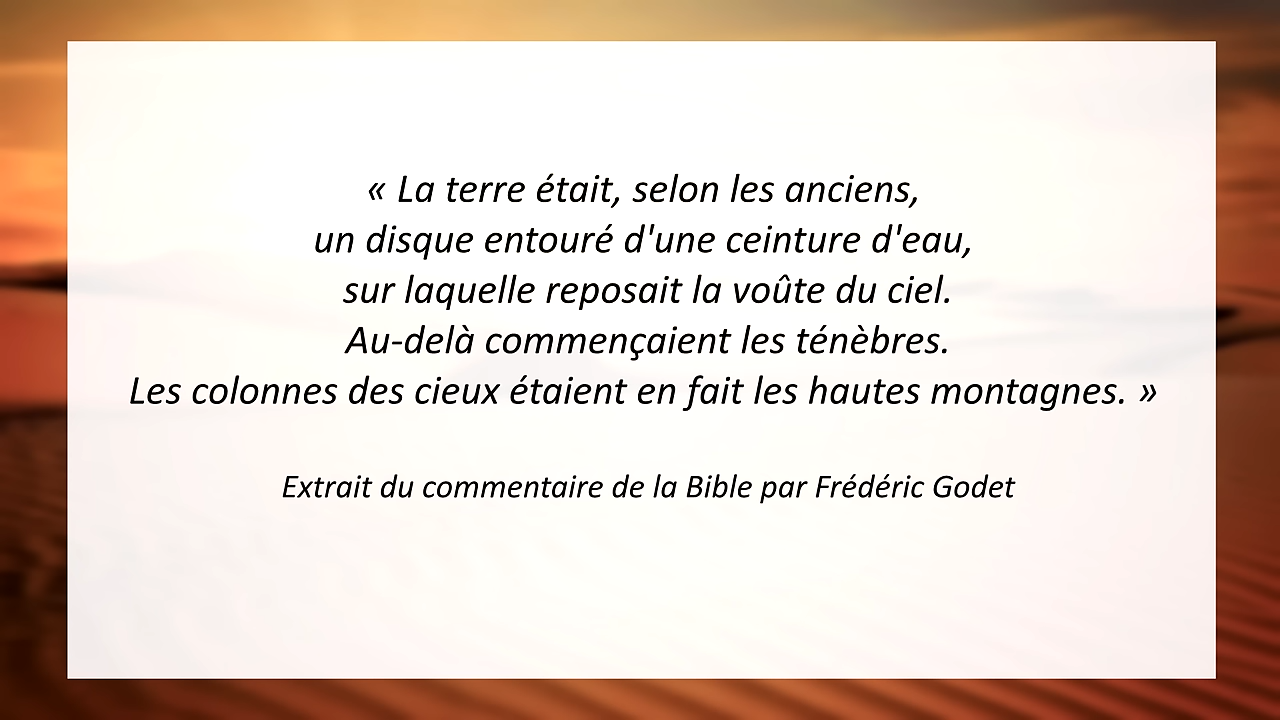 « La terre était, selon les anciens,
un disque entouré d'une ceinture d'eau,
sur laquelle reposait la voûte du ciel.
Au-delà commençaient les ténèbres.
Les colonnes des cieux étaient en fait les hautes montagnes. »
Extrait du commentaire de la Bible par Frédéric Godet